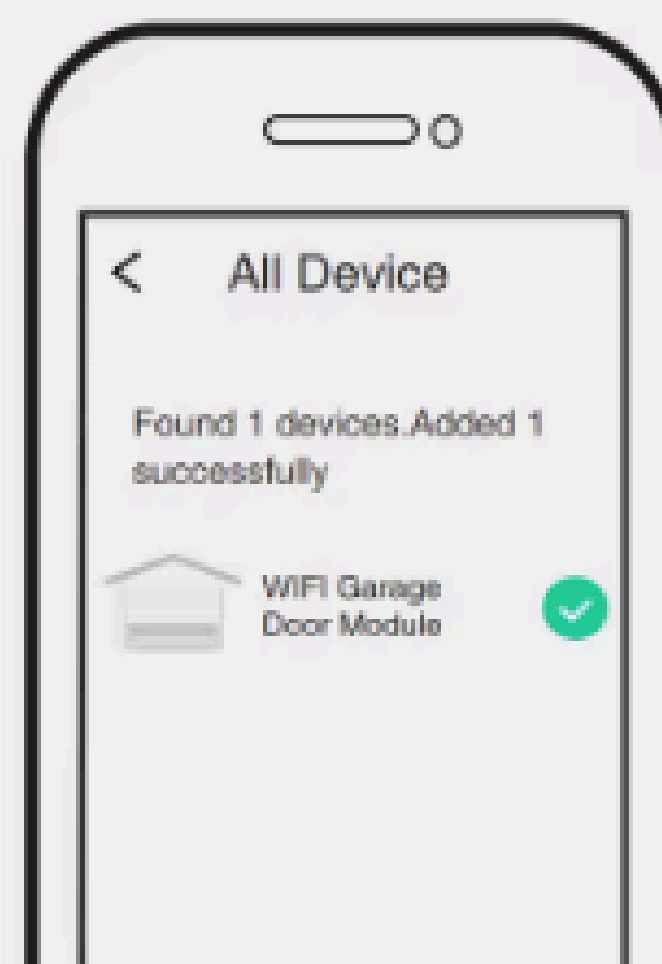 All Device
Found 1 devices.Added 1
successfully
WIFI Garage
Door Module